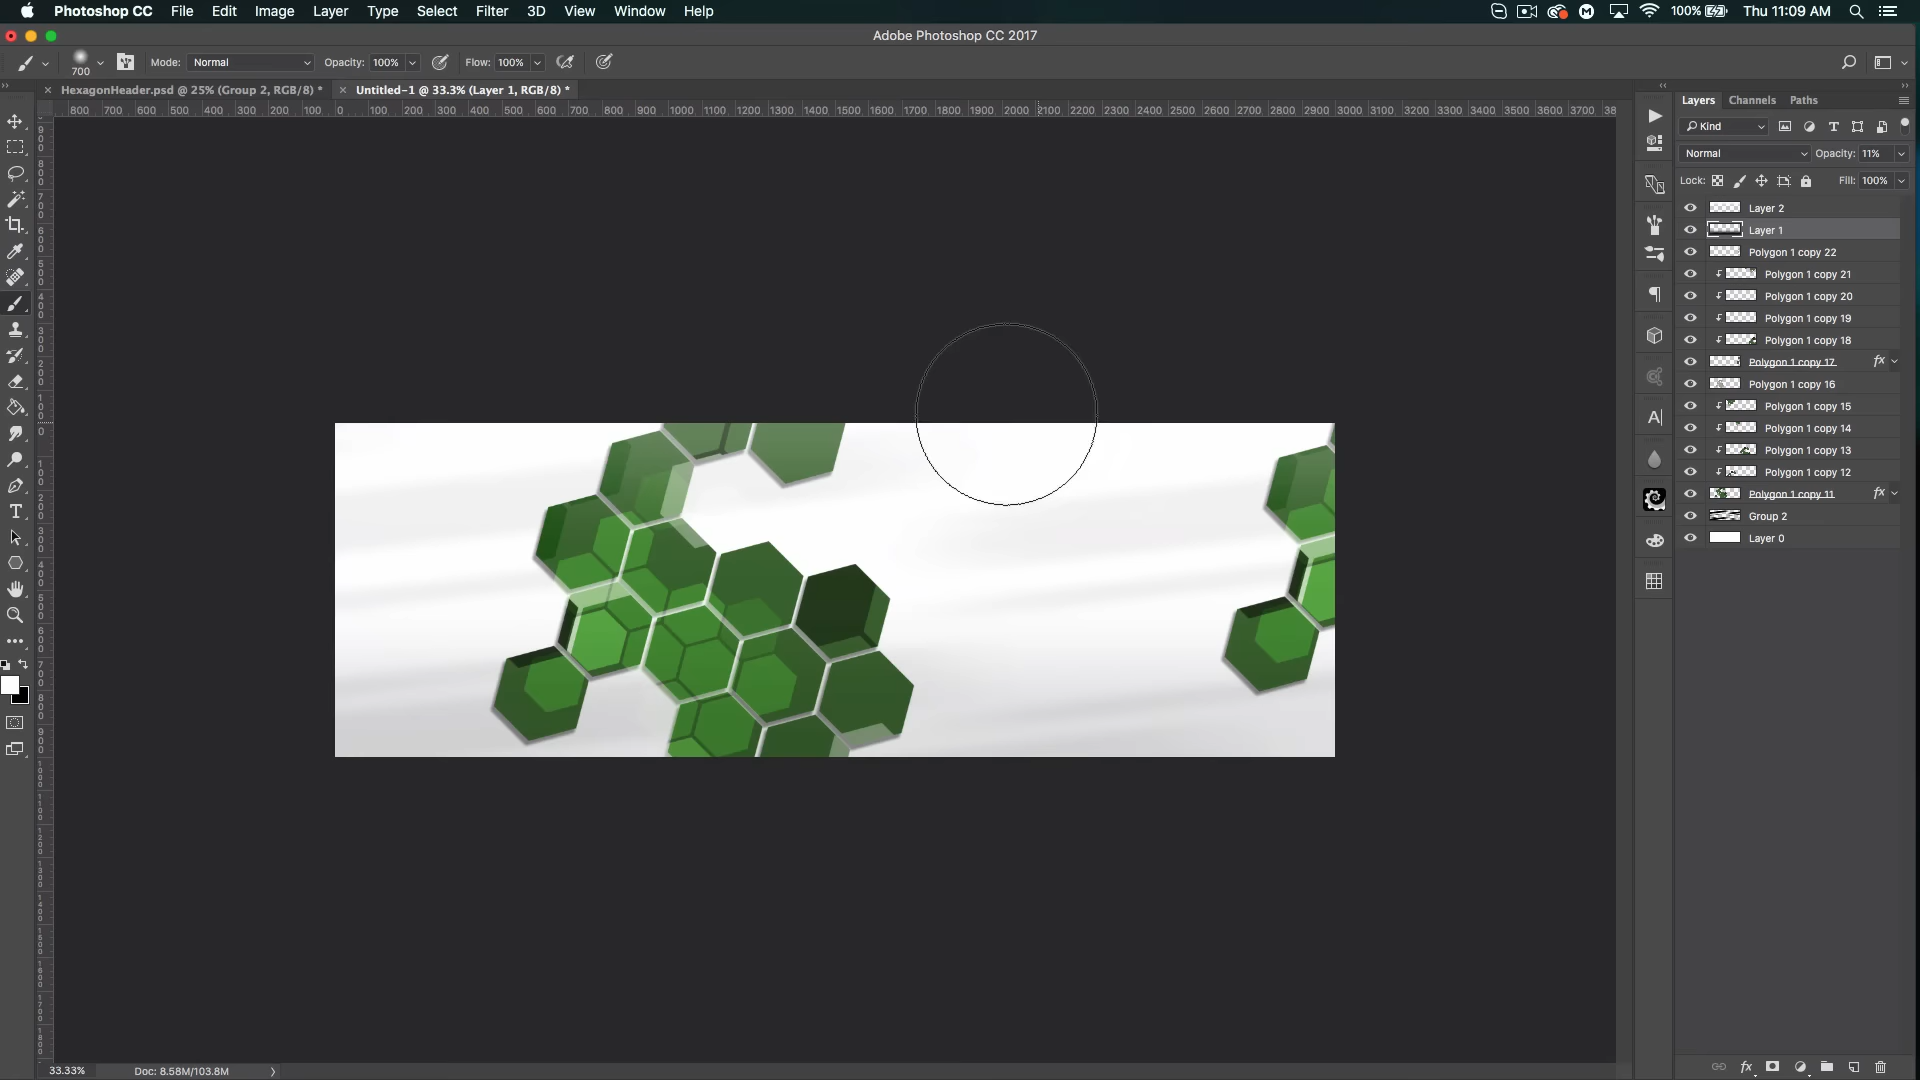 Photoshop CC File Edit Image Layer Type Select Filter 3D View Window Help 100% Thu 11:09 AM
Adobe Photoshop CC 2017
700 Mode: Normal Opacity: 100% Flow: 100%
HexagonHeader.psd @ 25% (Group 2, RGB/8) * Untitled-1 @ 33.3% (Layer 1, RGB/8) *
800 700 600 500 400 300 200 100 0 100 200 300 400 500 600 700 800 900 1000 1100 1200 1300 1400 1500 1600 1700 1800 1900 2000 2100 2200 2300 2400 2500 2600 2700 2800 2900 3000 3100 3200 3300 3400 3500 3600 3700 38
Layers Channels Paths
Kind
Normal Opacity: 11%
Lock: Fill: 100%
Layer 2
Layer 1
Polygon 1 copy 22
Polygon 1 copy 21
Polygon 1 copy 20
Polygon 1 copy 19
Polygon 1 copy 18
Polygon 1 copy 17 fx
Polygon 1 copy 16
Polygon 1 copy 15
Polygon 1 copy 14
Polygon 1 copy 13
Polygon 1 copy 12
Polygon 1 copy 11 fx
Group 2
Layer 0
33.33% Doc: 8.58M/103.8M